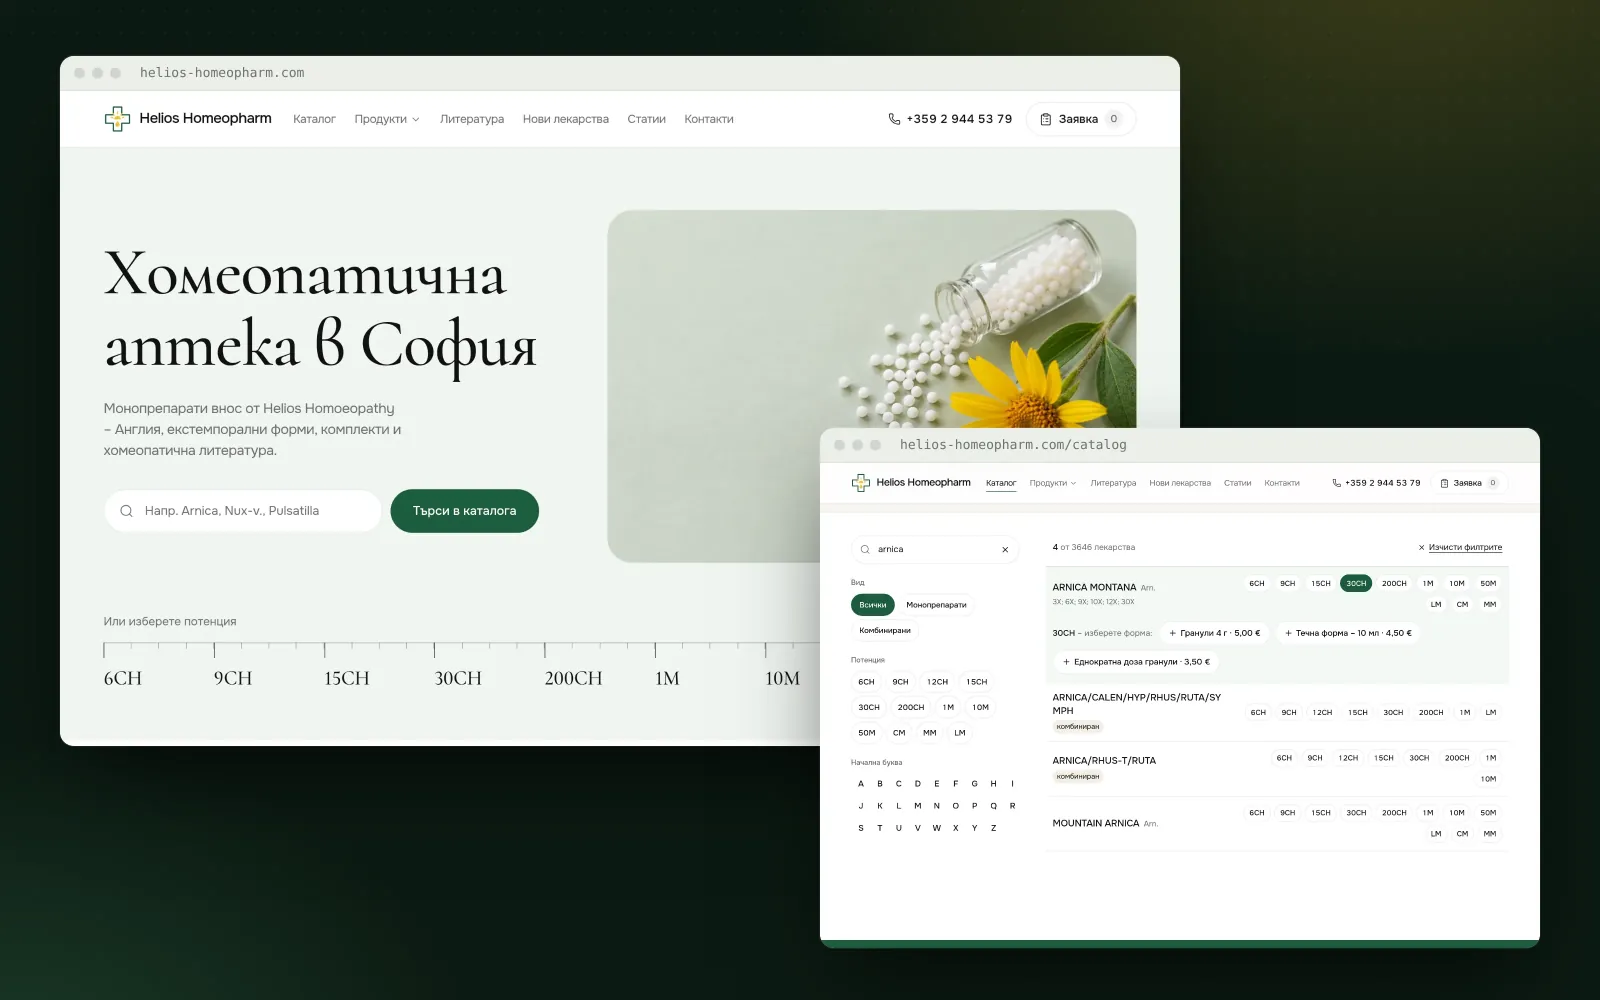 helios-homeopharm.com
Helios Homeopharm Каталог Продукти Литература Нови лекарства Статии Контакти +359 2 944 53 79 Заявка 0
Хомеопатична
аптека в София
Монопрепарати внос от Helios Homoeopathy
– Англия, екстемпорални форми, комплекти и
хомеопатична литература.
Напр. Arnica, Nux-v., Pulsatilla Търси в каталога
Или изберете потенция
6CH 9CH 15CH 30CH 200CH 1M 10M
helios-homeopharm.com/catalog
Helios Homeopharm Каталог Продукти Литература Нови лекарства Статии Контакти +359 2 944 53 79 Заявка 0
arnica
Вид
Всички Монопрепарати
Комбинирани
Потенция
6CH 9CH 12CH 15CH
30CH 200CH 1M 10M
50M CM MM LM
Начална буква
A B C D E F G H I
J K L M N O P Q R
S T U V W X Y Z
4 от 3646 лекарства × Изчисти филтрите
ARNICA MONTANA Arn. 6CH 9CH 15CH 30CH 200CH 1M 10M 50M
3X; 6X; 9X; 10X; 12X; 30X LM CM MM
30CH – изберете форма: + Гранули 4 г · 5,00 € + Течна форма – 10 мл · 4,50 €
+ Еднократна доза гранули · 3,50 €
ARNICA/CALEN/HYP/RHUS/RUTA/SY
MPH 6CH 9CH 12CH 15CH 30CH 200CH 1M LM
комбиниран
ARNICA/RHUS-T/RUTA 6CH 9CH 12CH 15CH 30CH 200CH 1M
комбиниран 10M
MOUNTAIN ARNICA Arn. 6CH 9CH 15CH 30CH 200CH 1M 10M 50M
LM CM MM